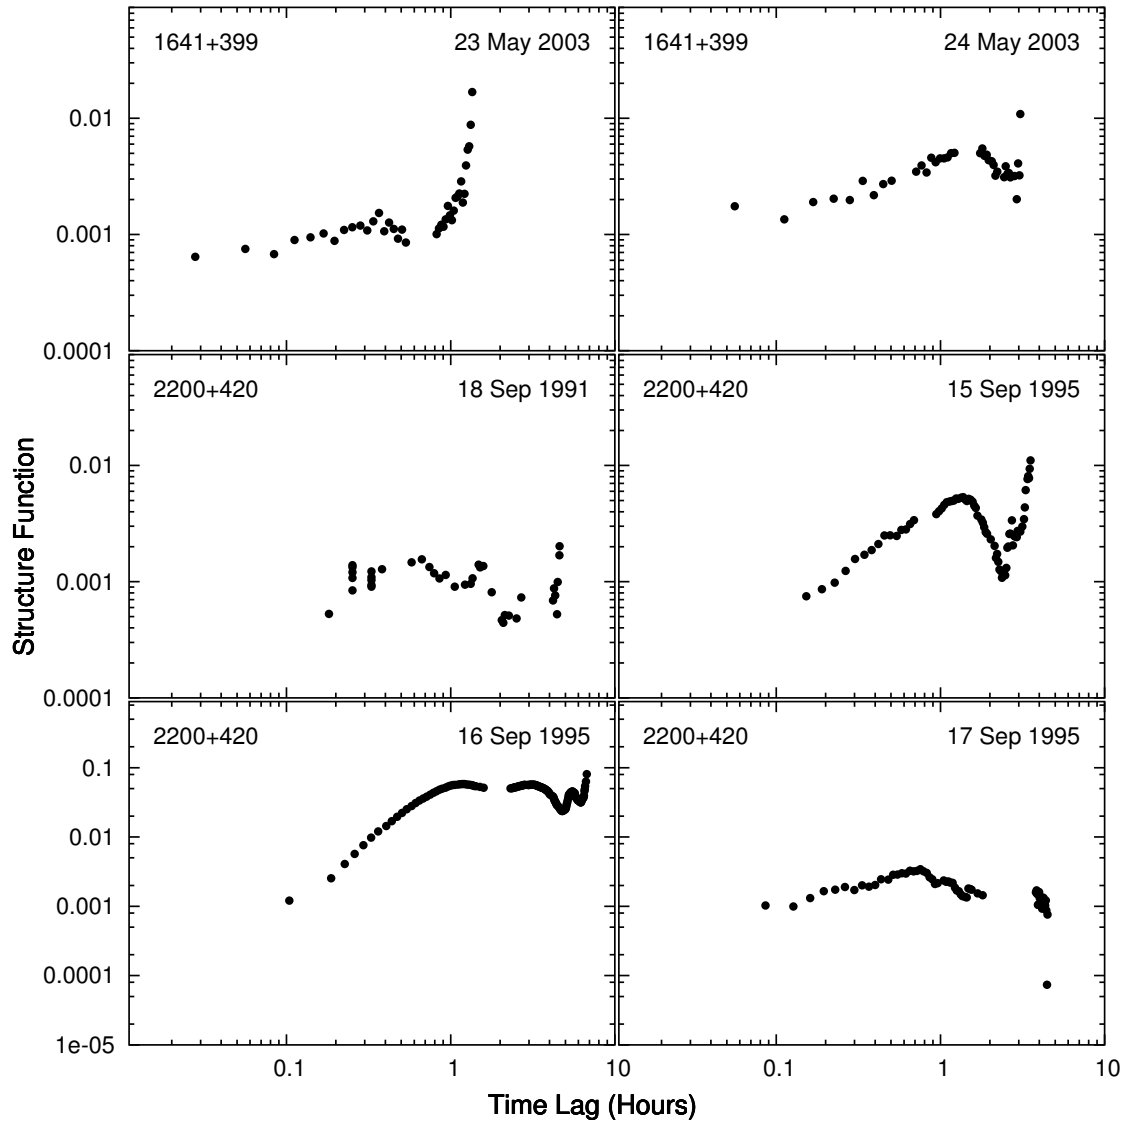 1641+399 23 May 2003
1641+399 24 May 2003
0.01
0.001
0.0001
2200+420 18 Sep 1991
2200+420 15 Sep 1995
0.01
0.001
0.0001
Structure Function
2200+420 16 Sep 1995
2200+420 17 Sep 1995
0.1
0.01
0.001
0.0001
1e-05
0.1 1 10
0.1 1 10
Time Lag (Hours)